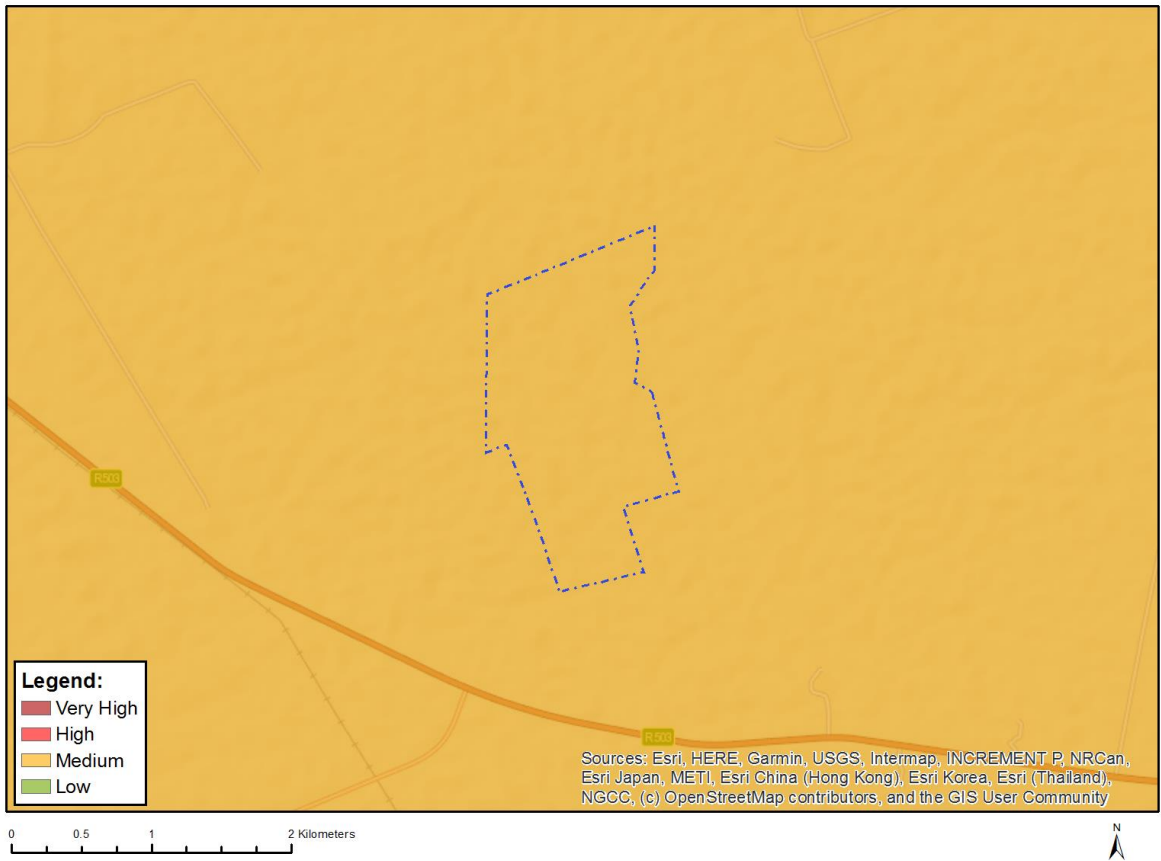 R503
R503
Legend:
Very High
High
Medium
Low
Sources: Esri, HERE, Garmin, USGS, Intermap, INCREMENT P, NRCan,
Esri Japan, METI, Esri China (Hong Kong), Esri Korea, Esri (Thailand),
NGCC, (c) OpenStreetMap contributors, and the GIS User Community
0 0.5 1 2 Kilometers
N